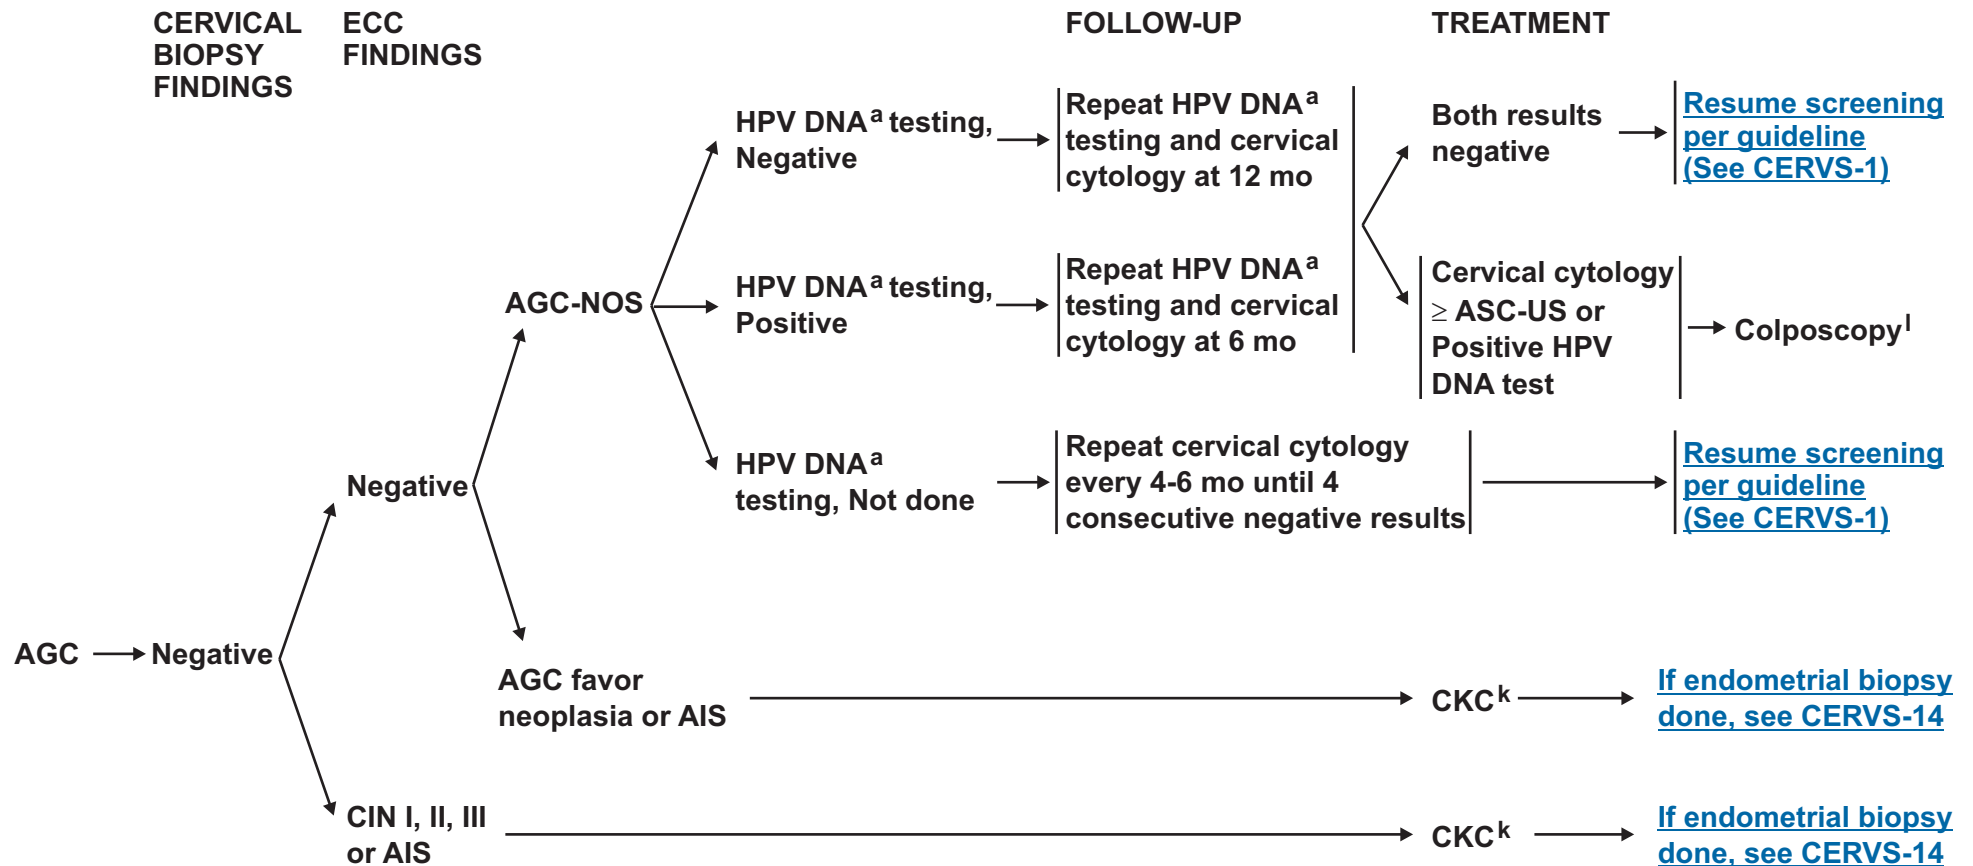 CERVICAL
BIOPSY
FINDINGS
ECC
FINDINGS
FOLLOW-UP
TREATMENT
HPV DNAᵃ testing,
Negative
Repeat HPV DNAᵃ
testing and cervical
cytology at 12 mo
Both results
negative
Resume screening
per guideline
(See CERVS-1)
AGC-NOS
HPV DNAᵃ testing,
Positive
Repeat HPV DNAᵃ
testing and cervical
cytology at 6 mo
Cervical cytology
≥ ASC-US or
Positive HPV
DNA test
Colposcopyˡ
HPV DNAᵃ
testing, Not done
Repeat cervical cytology
every 4-6 mo until 4
consecutive negative results
Resume screening
per guideline
(See CERVS-1)
Negative
AGC
Negative
AGC favor
neoplasia or AIS
CKCᵏ
If endometrial biopsy
done, see CERVS-14
CIN I, II, III
or AIS
CKCᵏ
If endometrial biopsy
done, see CERVS-14